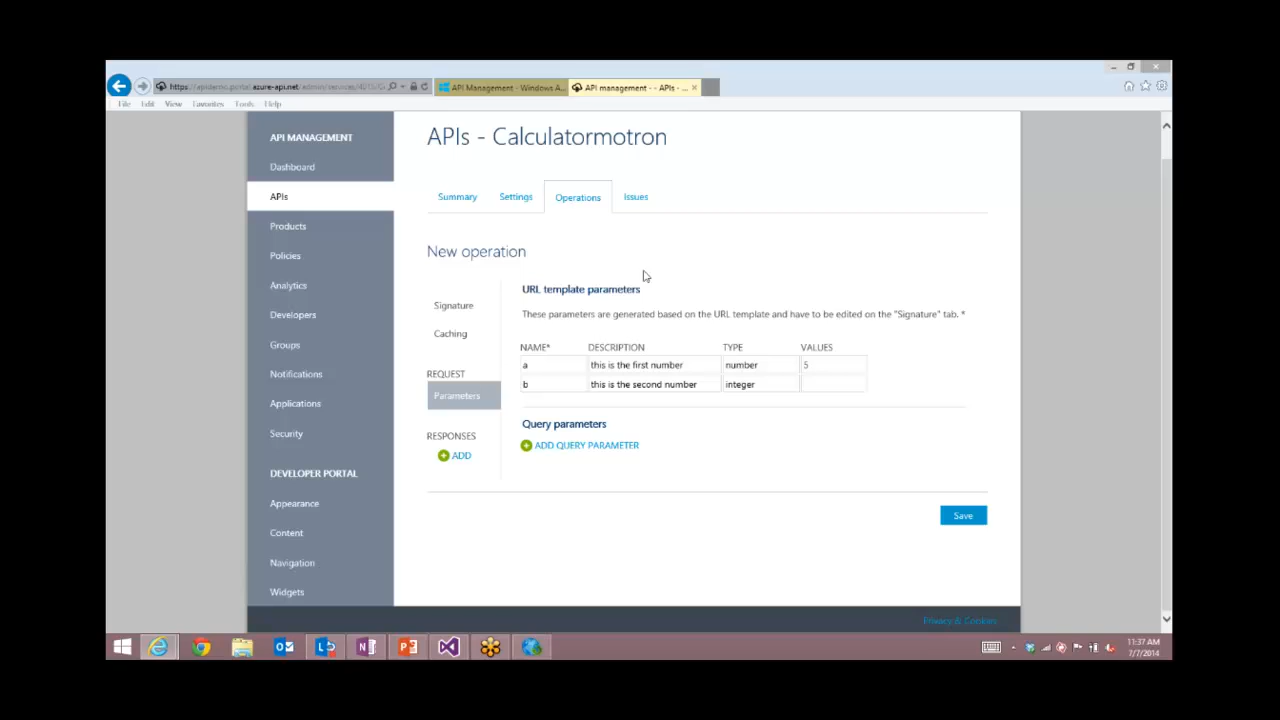 API Management - Windows A...
API management - - APIs - ...
File Edit View Favorites Tools Help
API MANAGEMENT
Dashboard
APIs
Products
Policies
Analytics
Developers
Groups
Notifications
Applications
Security
DEVELOPER PORTAL
Appearance
Content
Navigation
Widgets
APIs - Calculatormotron
Summary Settings Operations Issues
New operation
Signature
Caching
REQUEST
Parameters
RESPONSES
ADD
URL template parameters
These parameters are generated based on the URL template and have to be edited on the "Signature" tab. *
NAME* DESCRIPTION TYPE VALUES
a this is the first number number 5
b this is the second number integer
Query parameters
ADD QUERY PARAMETER
Save
Privacy & Cookies
11:37 AM
7/7/2014